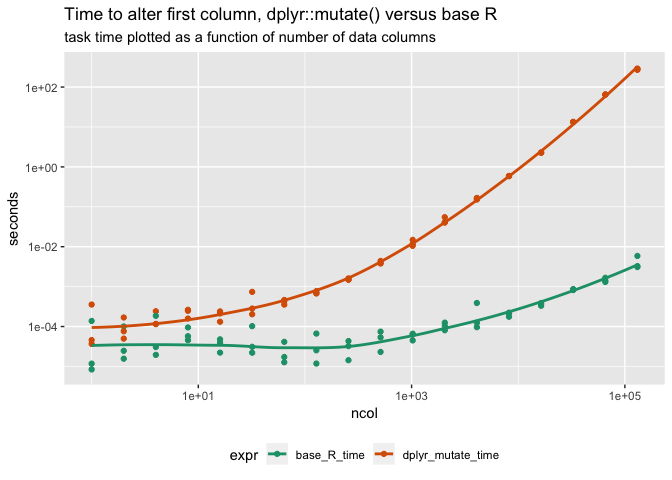 Time to alter first column, dplyr::mutate() versus base R
task time plotted as a function of number of data columns
1e+02
1e+00
1e-02
1e-04
seconds
1e+01
1e+03
1e+05
ncol
expr base_R_time dplyr_mutate_time